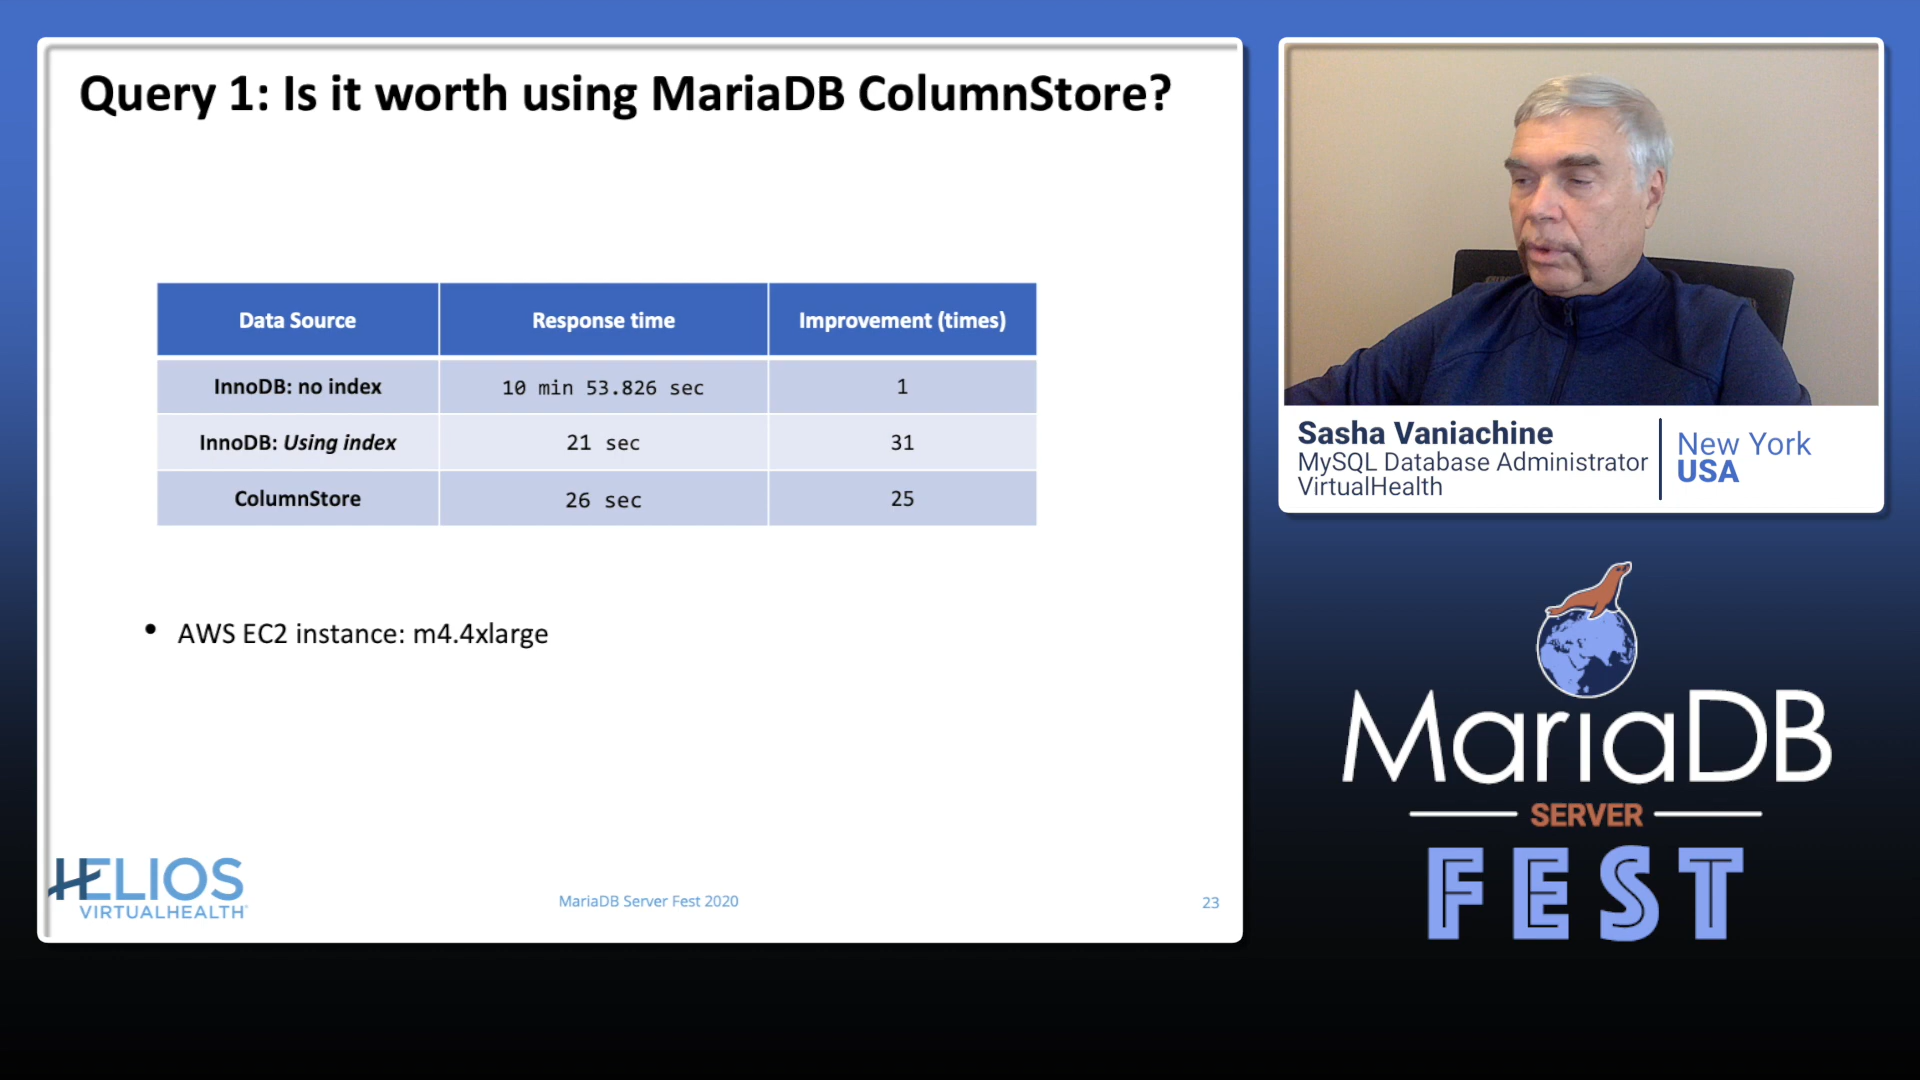 Query 1: Is it worth using MariaDB ColumnStore?
Data Source Response time Improvement (times)
InnoDB: no index 10 min 53.826 sec 1
InnoDB: Using index 21 sec 31
ColumnStore 26 sec 25
• AWS EC2 instance: m4.4xlarge
HELIOS
VIRTUALHEALTH
MariaDB Server Fest 2020
23
Sasha Vaniachine
MySQL Database Administrator
VirtualHealth
New York
USA
MariaDB
SERVER
FEST